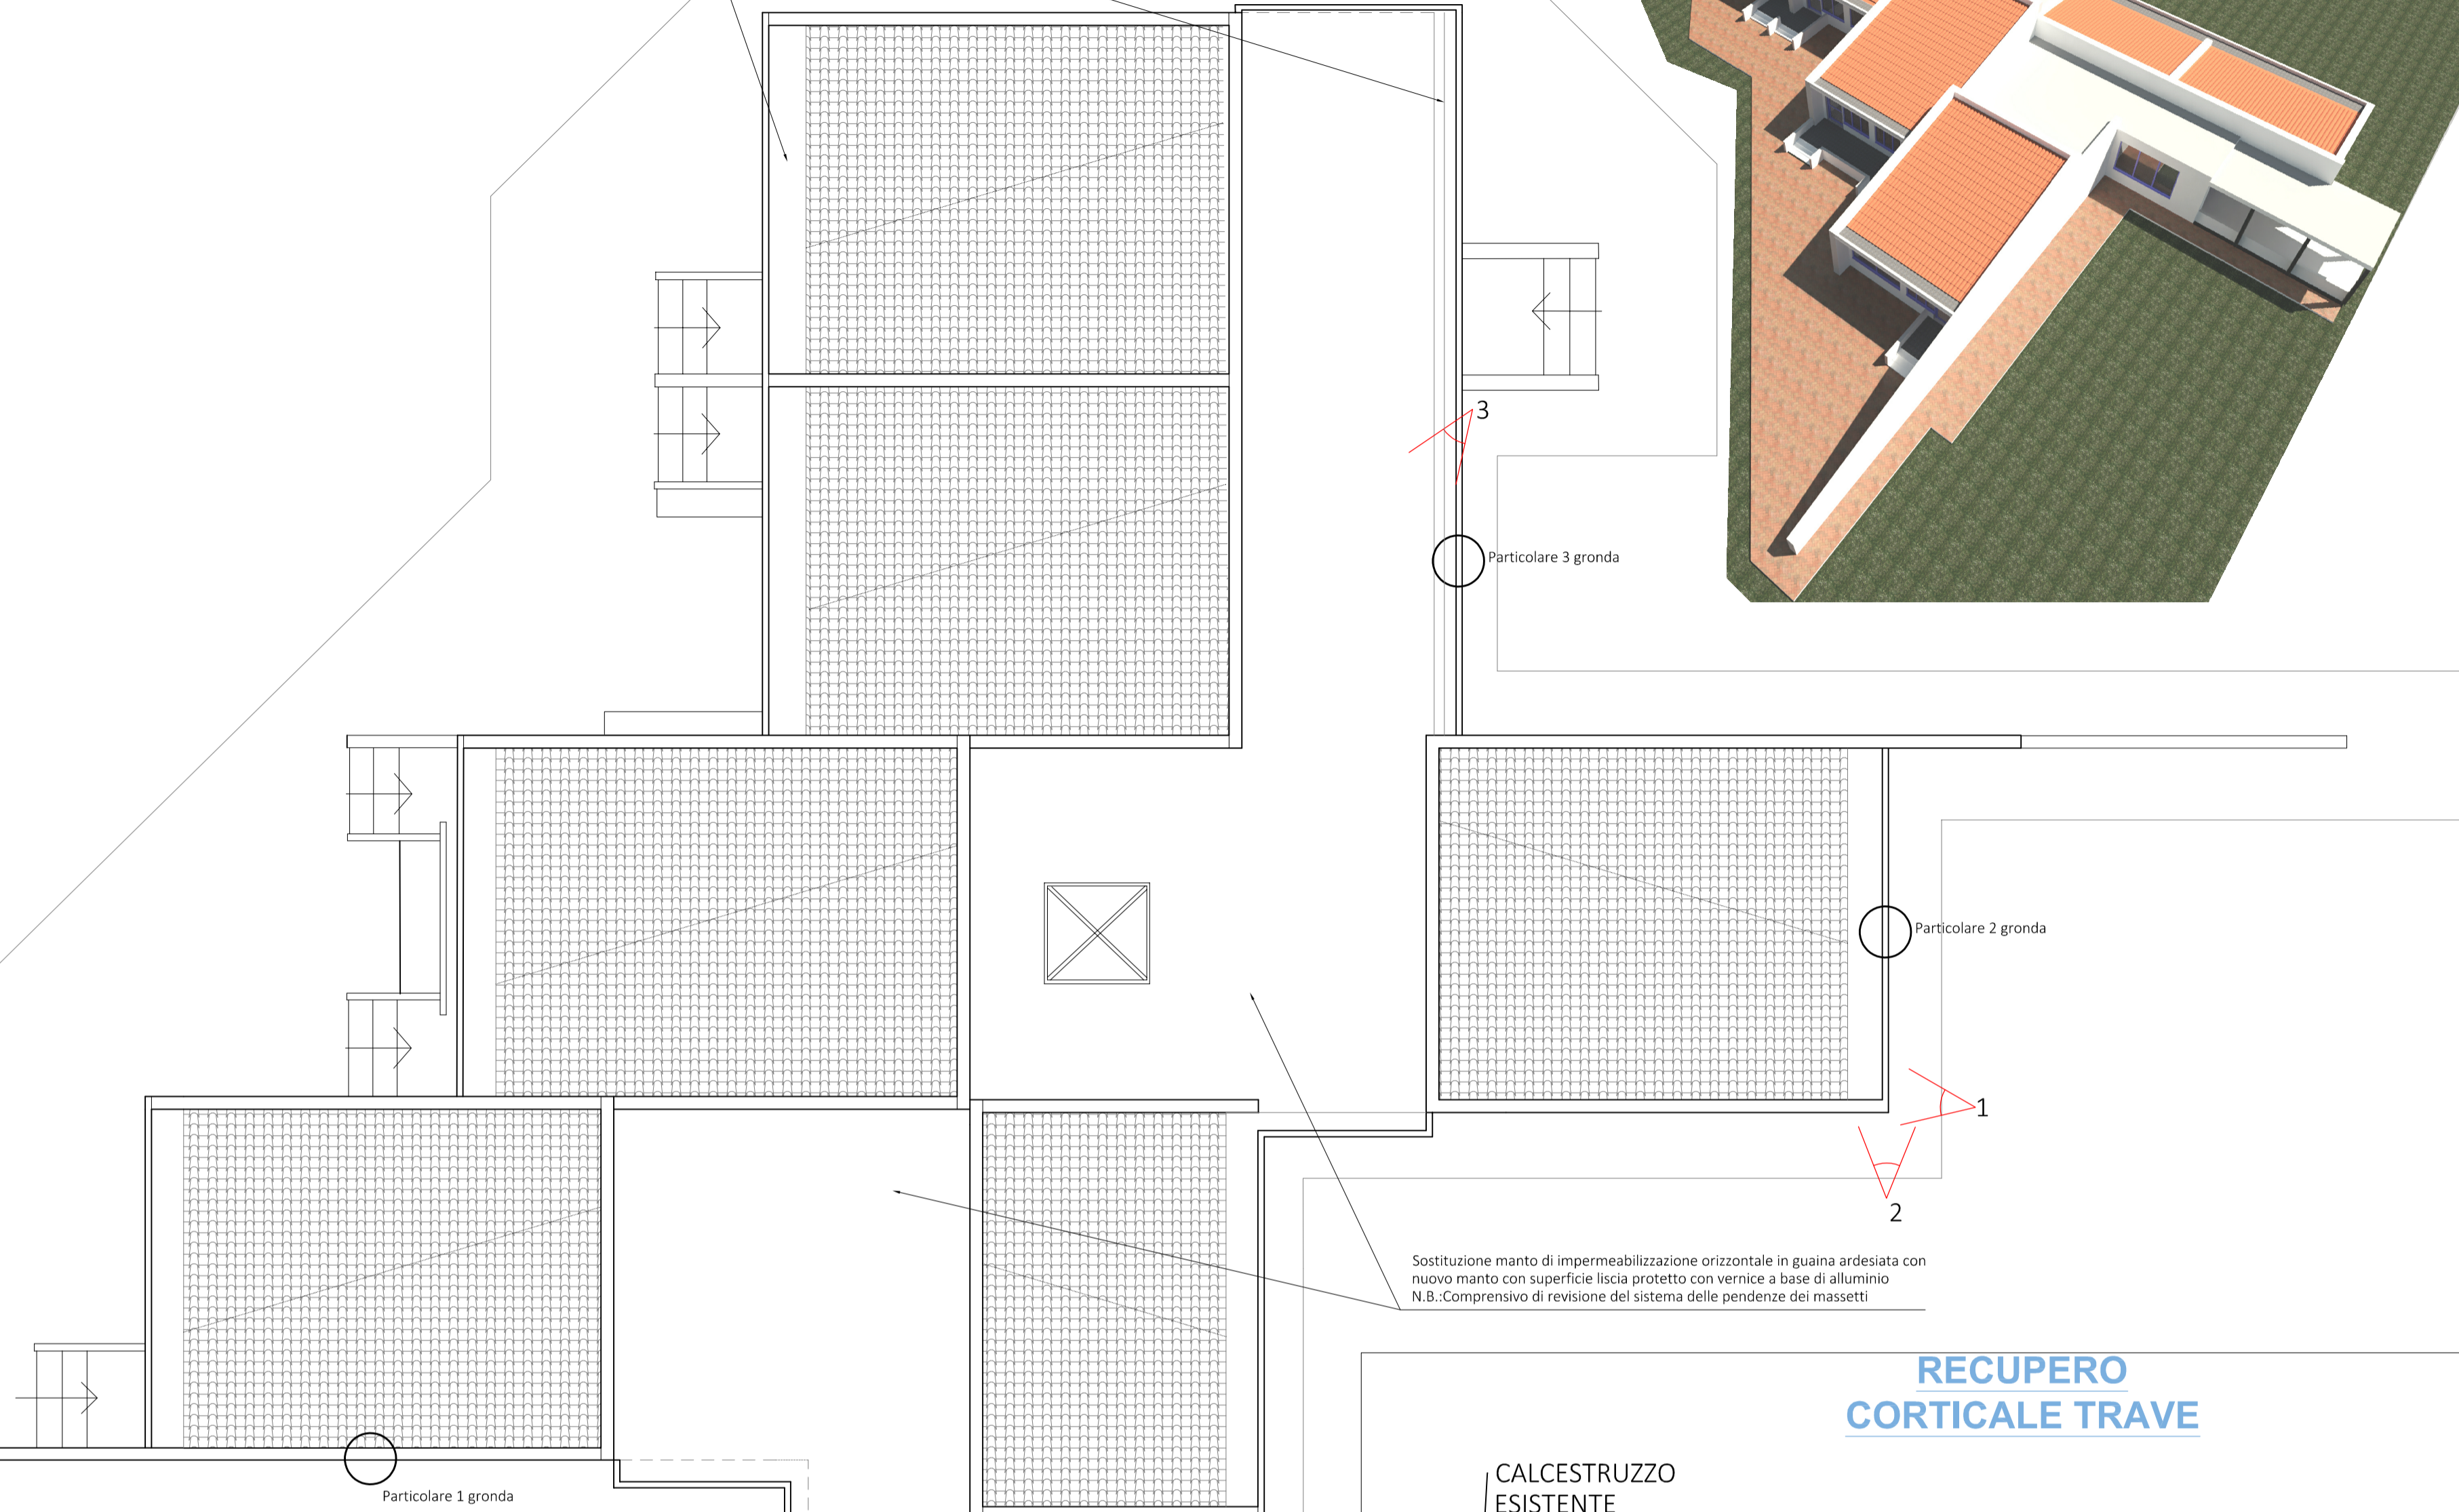 3
Particolare 3 gronda
Particolare 2 gronda
1
2
Sostituzione manto di impermeabilizzazione orizzontale in guaina ardesiata con
nuovo manto con superficie liscia protetto con vernice a base di alluminio
N.B.:Comprensivo di revisione del sistema delle pendenze dei massetti
RECUPERO
CORTICALE TRAVE
CALCESTRUZZO
ESISTENTE
Particolare 1 gronda